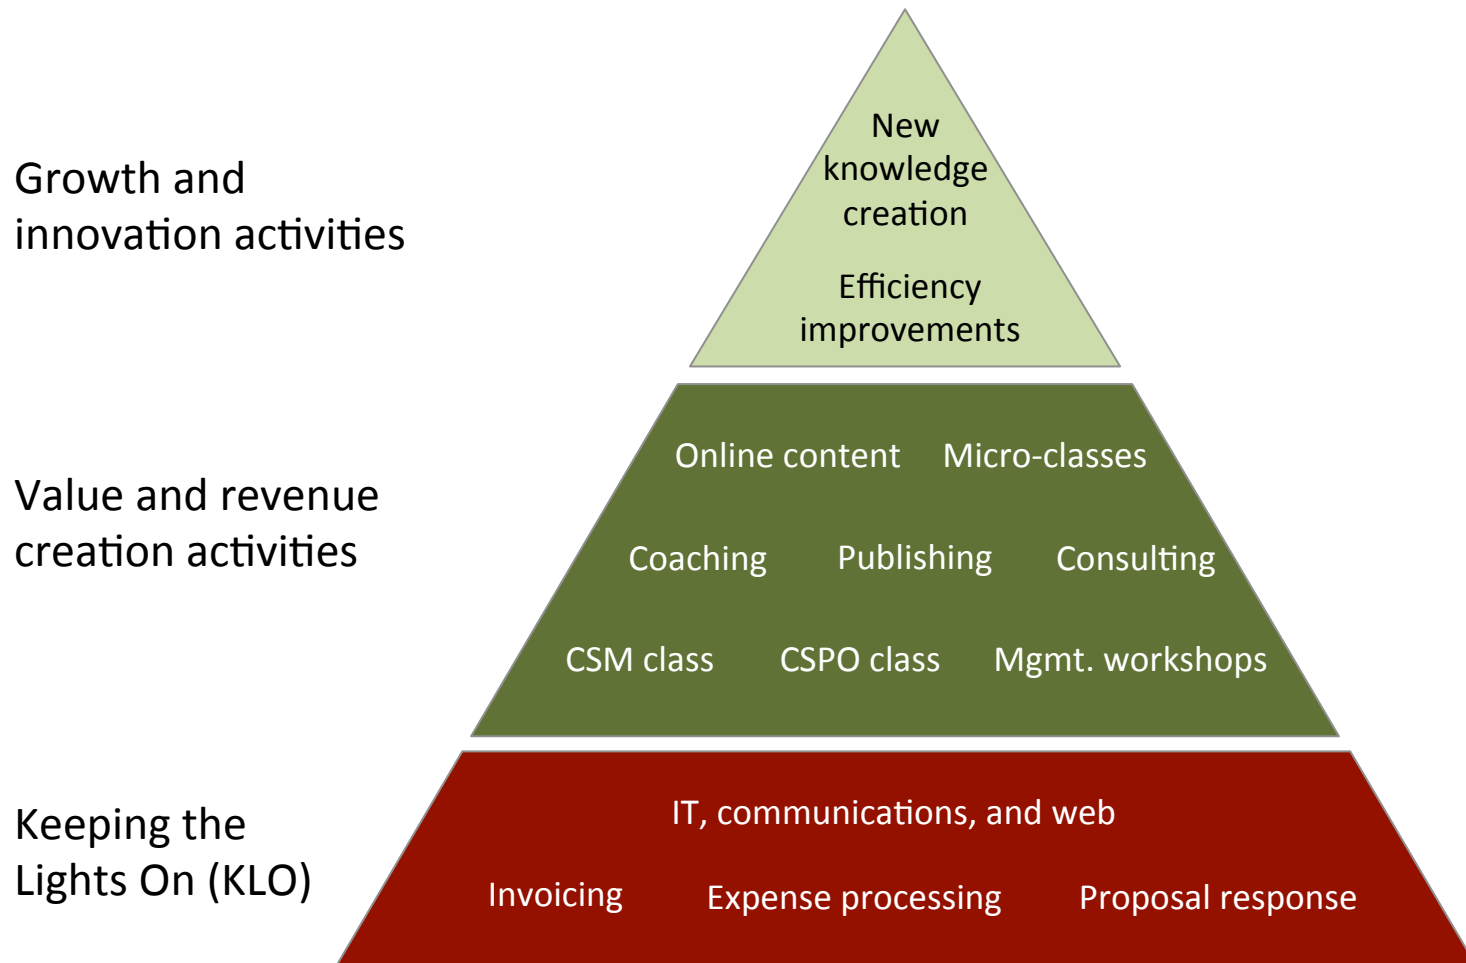 Growth and
innovation activities
New
knowledge
creation
Efficiency
improvements
Value and revenue
creation activities
Online content Micro-classes
Coaching Publishing Consulting
CSM class CSPO class Mgmt. workshops
Keeping the
Lights On (KLO)
IT, communications, and web
Invoicing Expense processing Proposal response